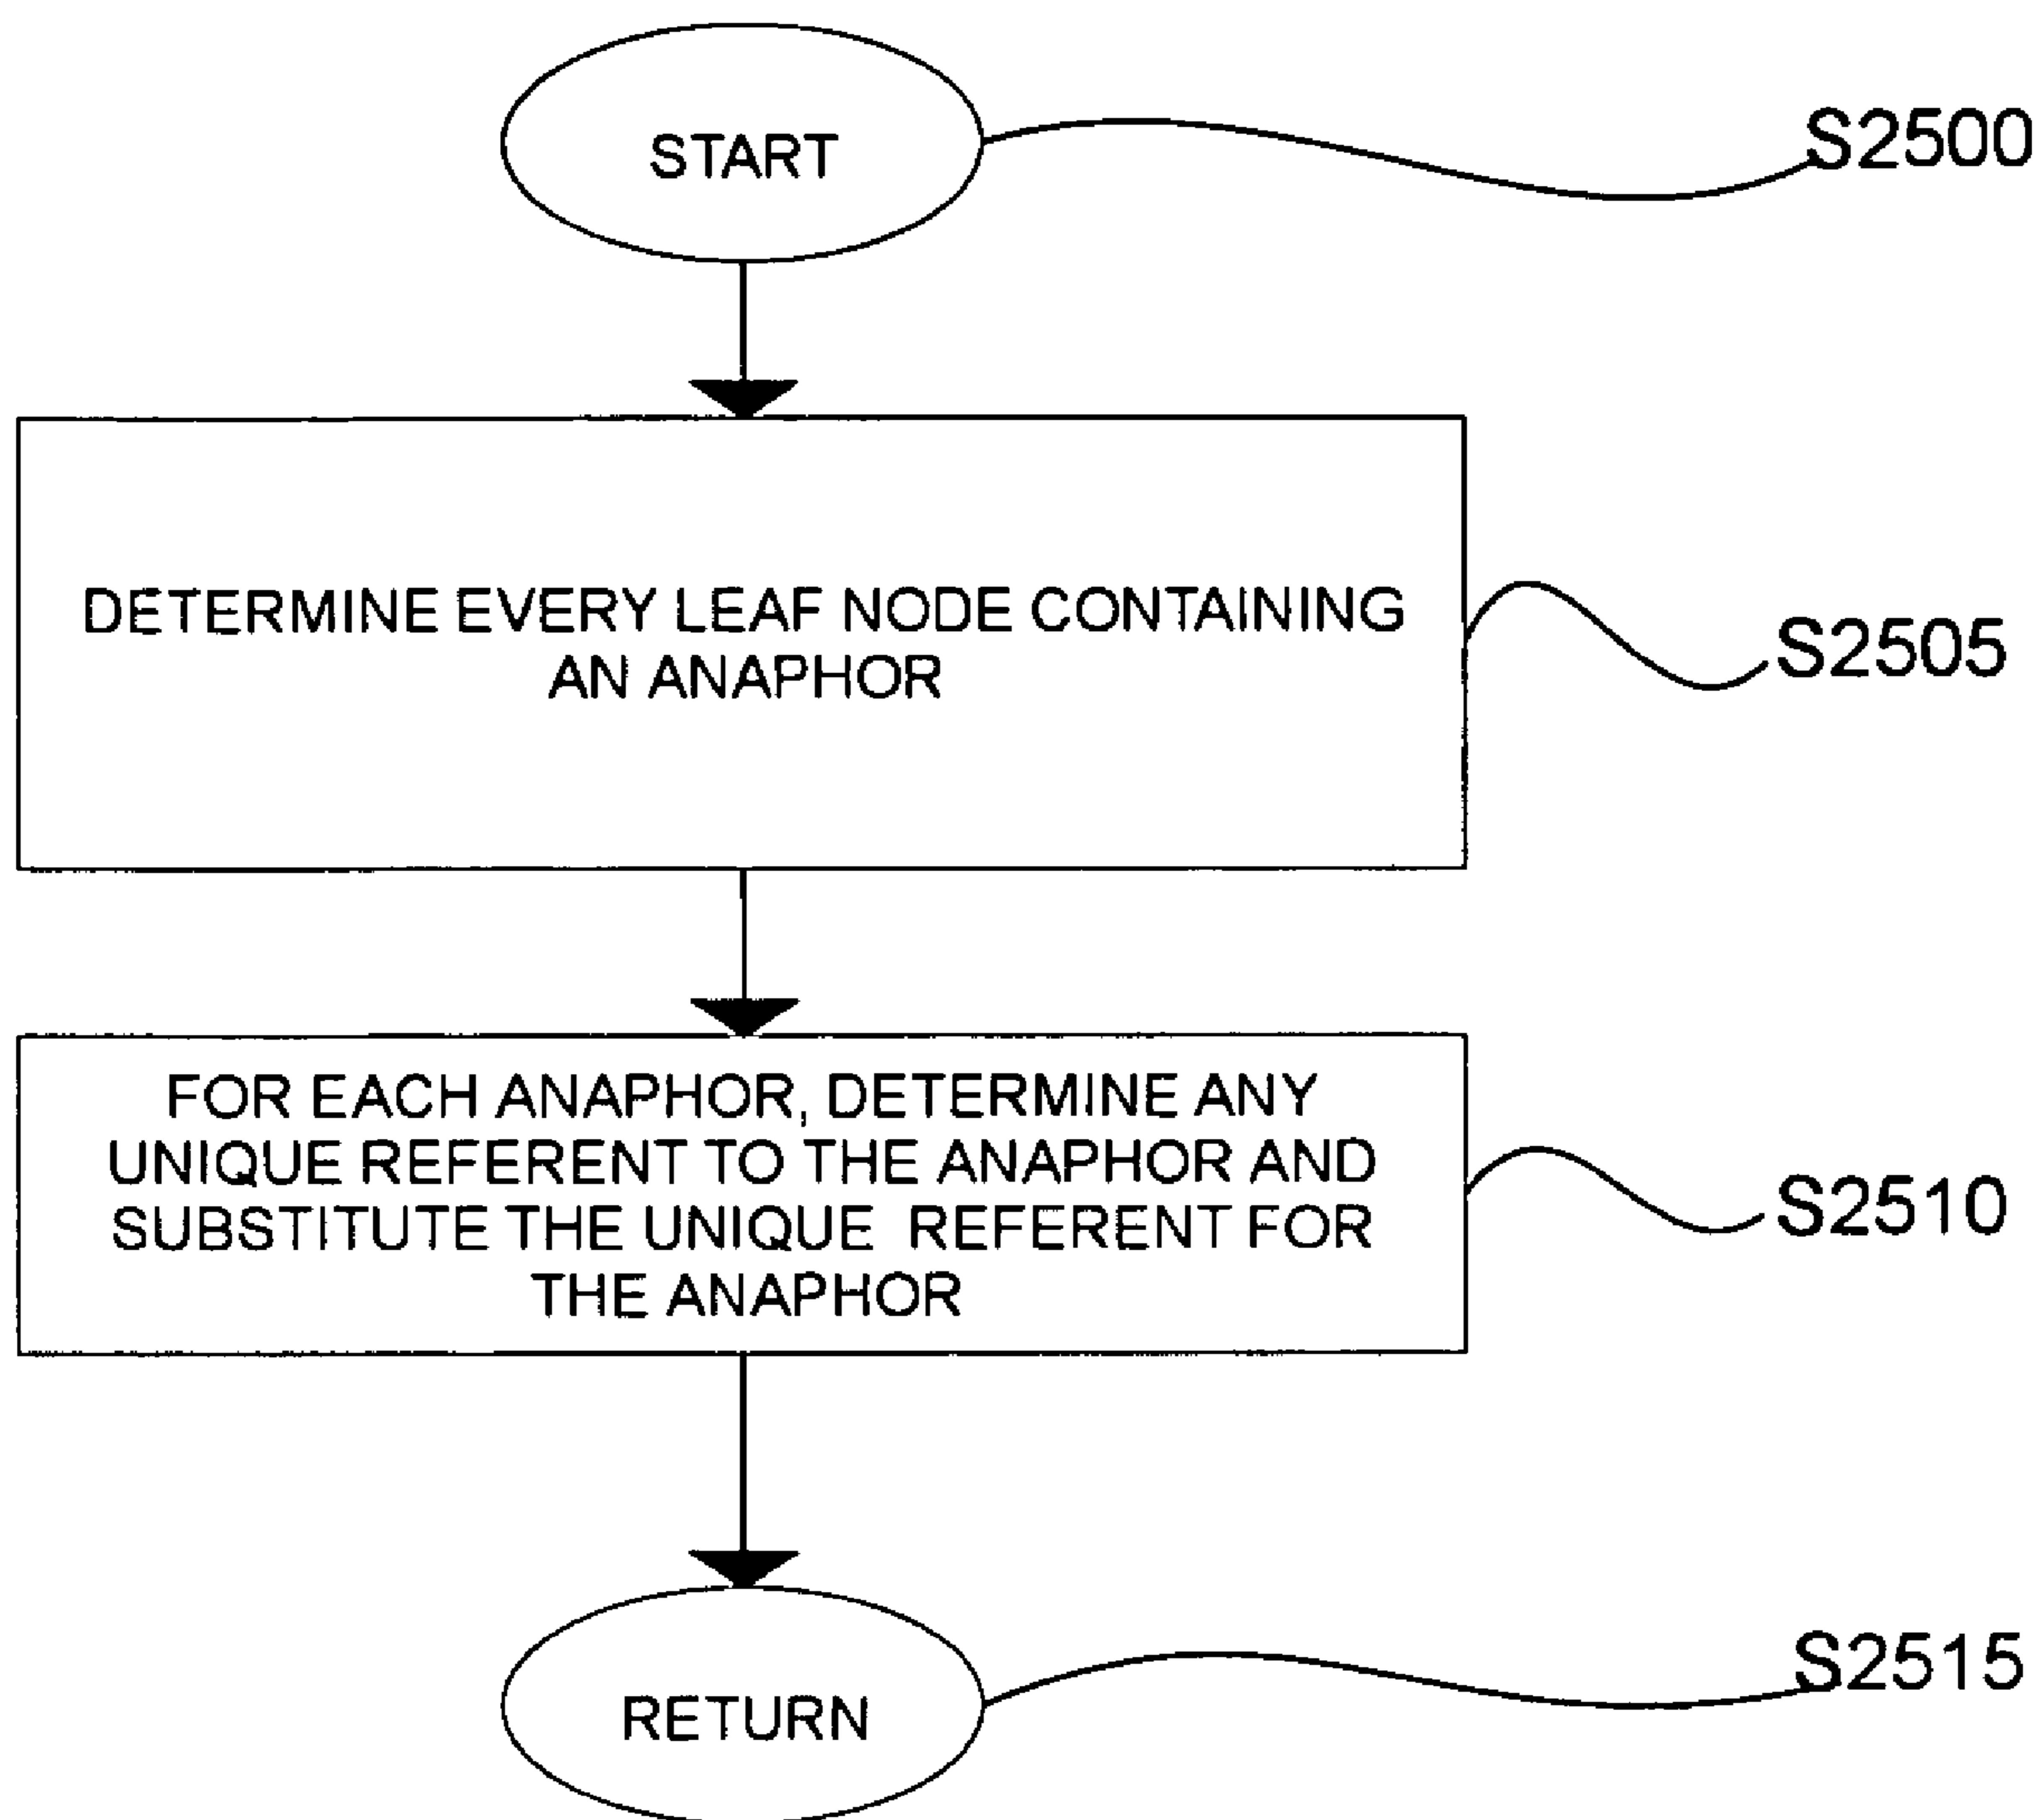 START
S2500
DETERMINE EVERY LEAF NODE CONTAINING
AN ANAPHOR
S2505
FOR EACH ANAPHOR, DETERMINE ANY
UNIQUE REFERENT TO THE ANAPHOR AND
SUBSTITUTE THE UNIQUE REFERENT FOR
THE ANAPHOR
S2510
RETURN
S2515